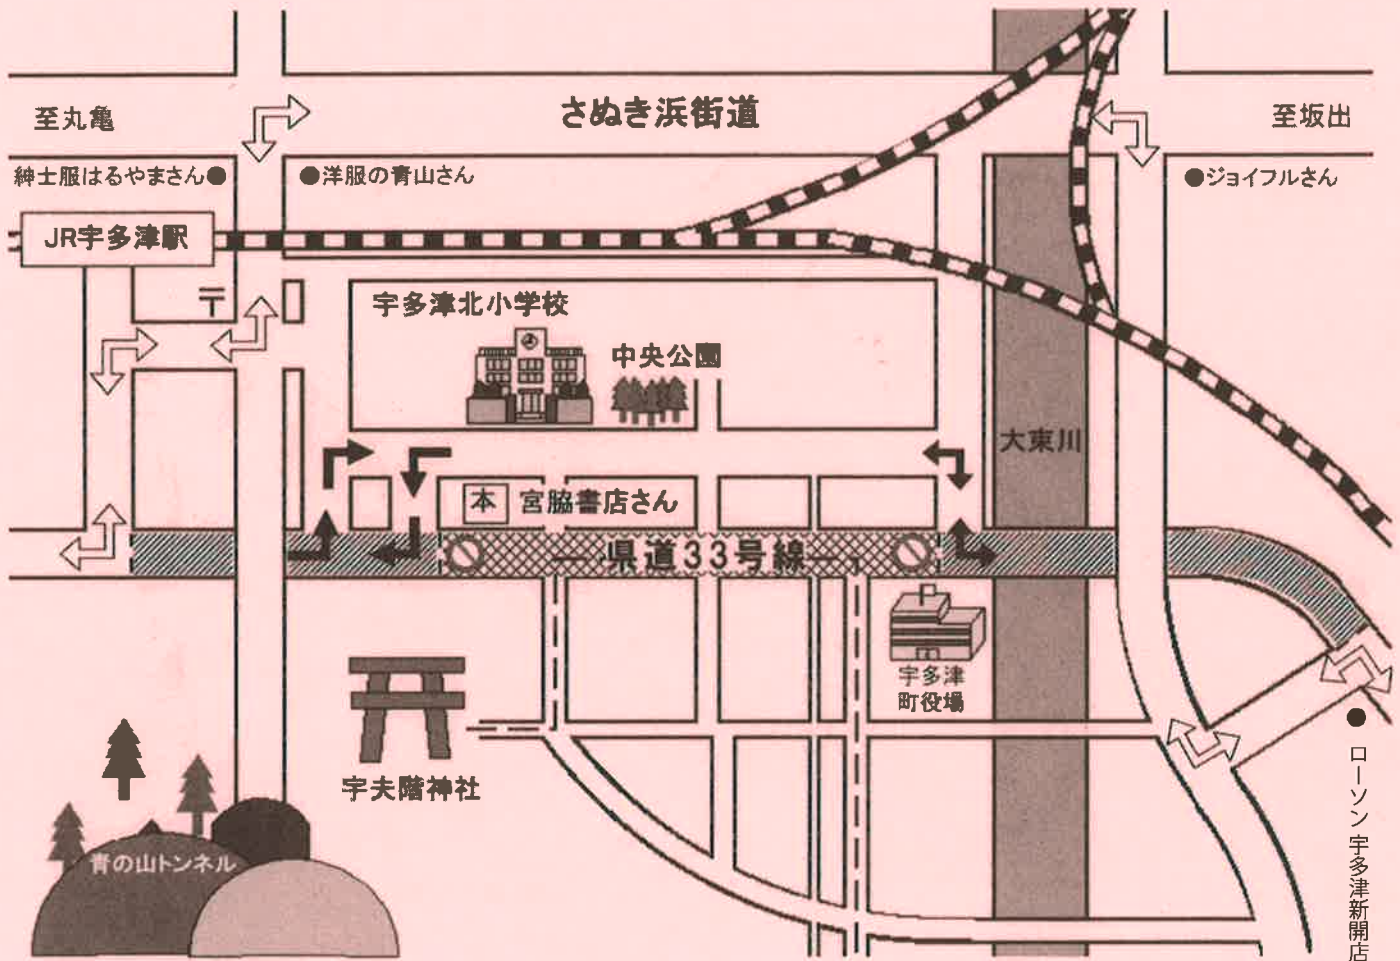 至丸亀
さぬき浜街道
至坂出
紳士服はるやまさん●
●洋服の青山さん
●ジョイフルさん
JR宇多津駅
〒
宇多津北小学校
中央公園
大東川
本 宮脇書店さん
県道33号線
宇多津
町役場
宇夫階神社
青の山トンネル
●ローソン宇多津新開店